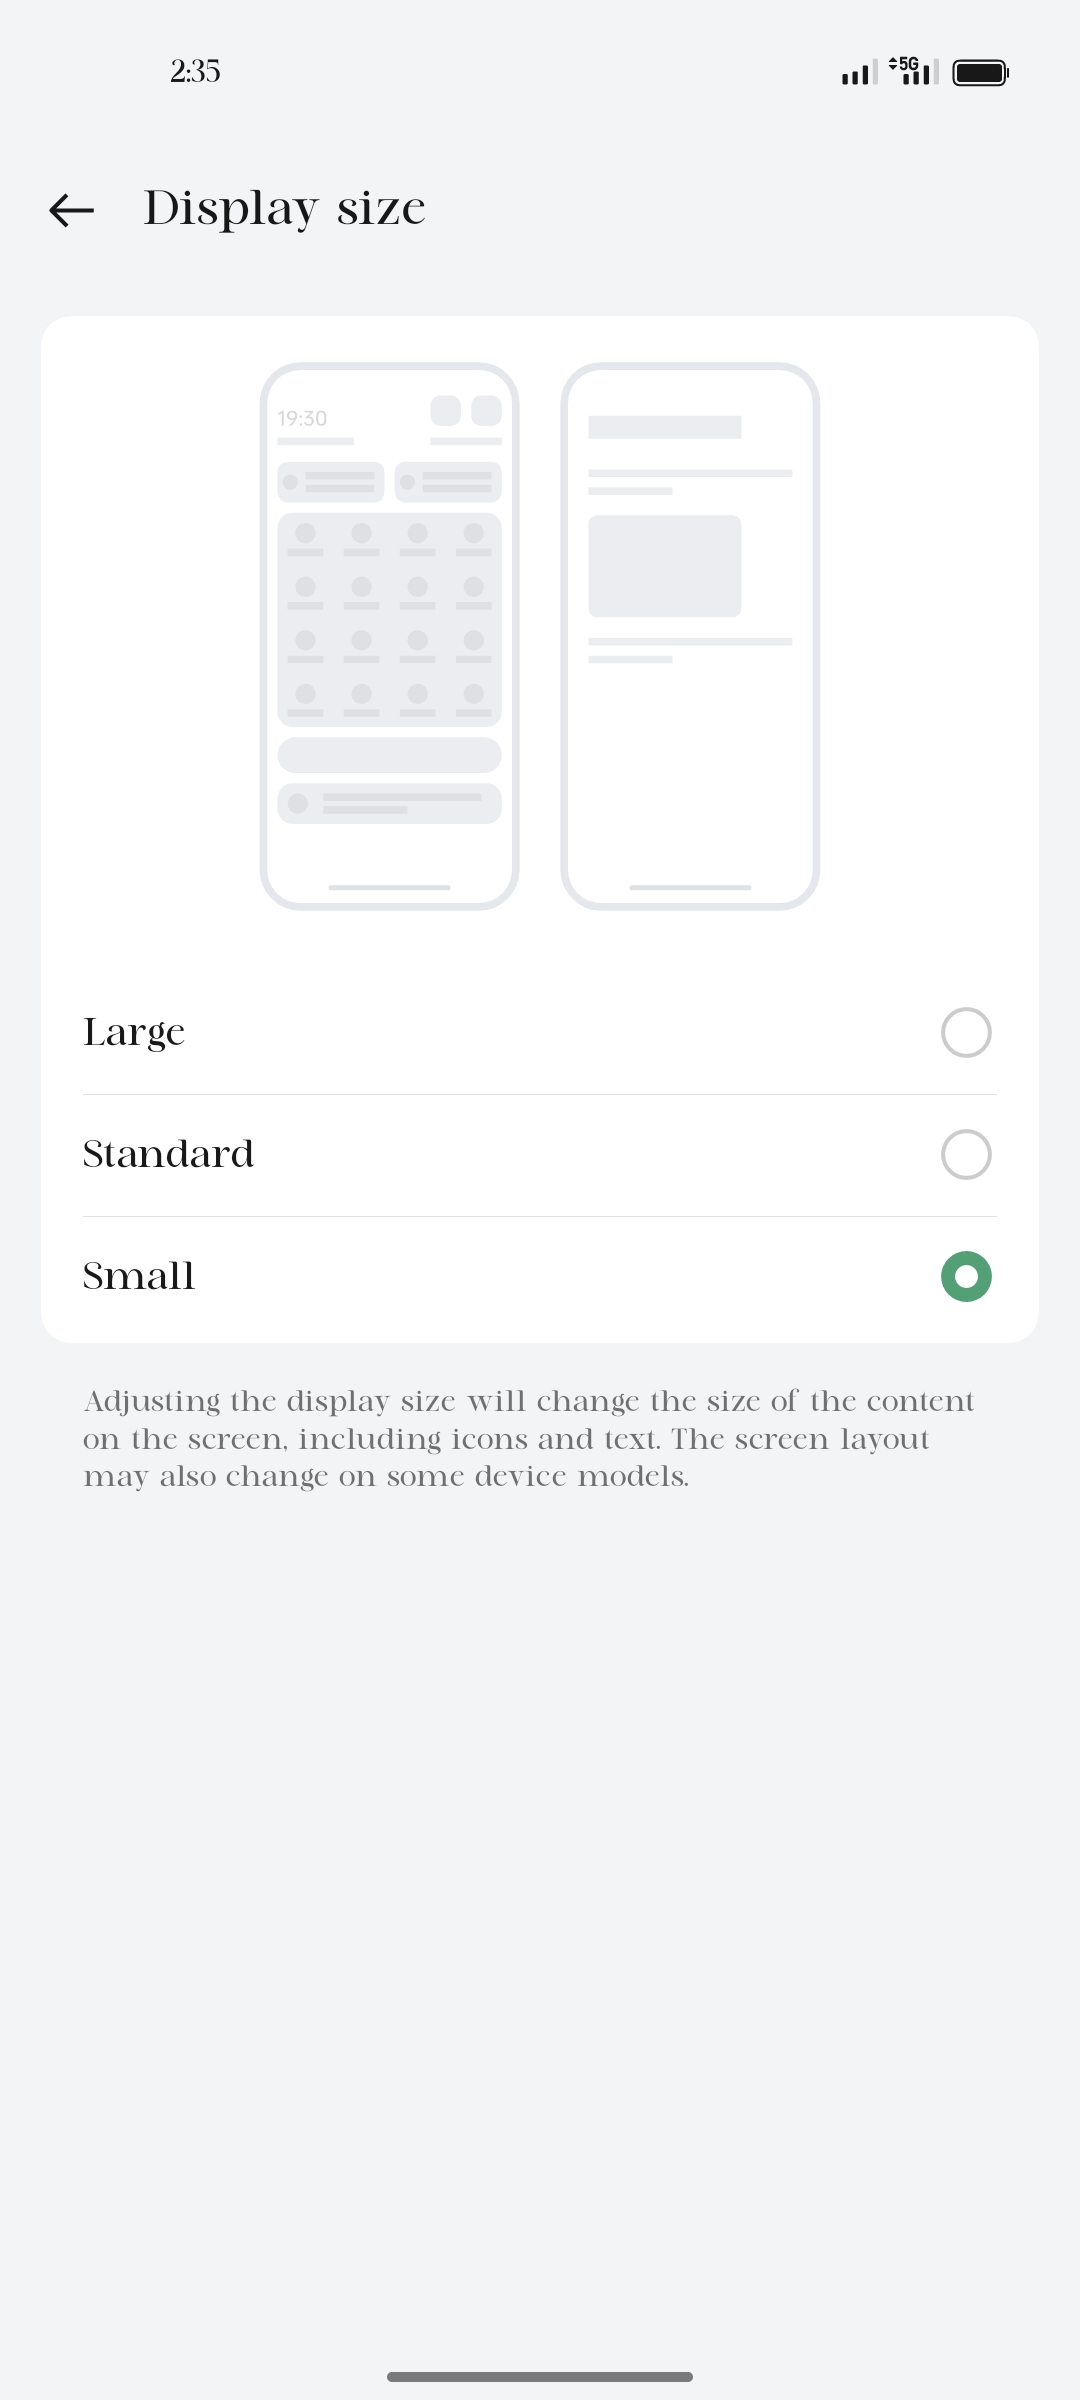 2:35
5G
Display size
19:30
Large
Standard
Small
Adjusting the display size will change the size of the content
on the screen, including icons and text. The screen layout
may also change on some device models.